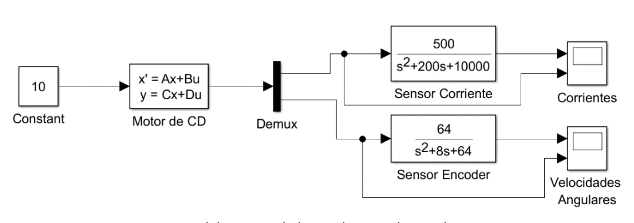 10
Constant
x' = Ax+Bu
y = Cx+Du
Motor de CD
Demux
500
s²+200s+10000
Sensor Corriente
Corrientes
64
s²+8s+64
Sensor Encoder
Velocidades
Angulares